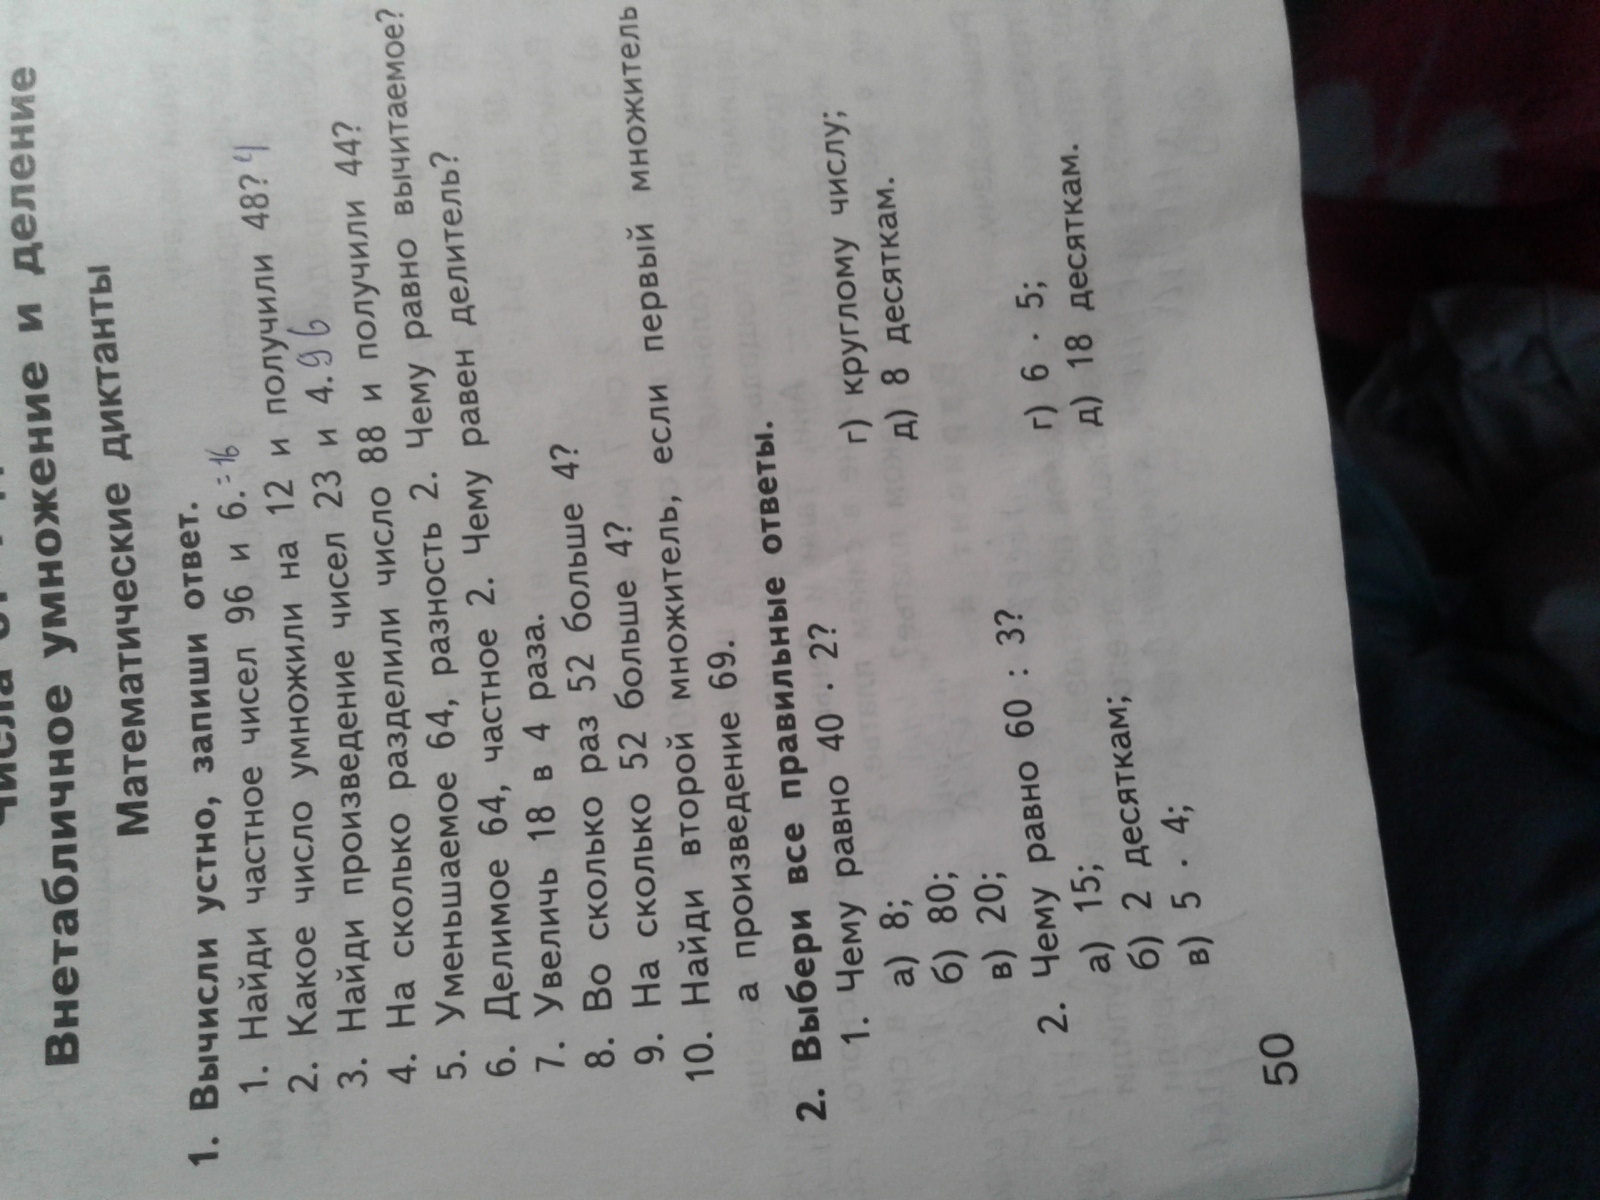 Внетабличное умножение и деление
Математические диктанты
1. Вычисли устно, запиши ответ.
1. Найди частное чисел 96 и 6. =16
2. Какое число умножили на 12 и получили 48? 4
3. Найди произведение чисел 23 и 4. 96
4. На сколько разделили число 88 и получили 44?
5. Уменьшаемое 64, разность 2. Чему равно вычитаемое?
6. Делимое 64, частное 2. Чему равен делитель?
7. Увеличь 18 в 4 раза.
8. Во сколько раз 52 больше 4?
9. На сколько 52 больше 4?
10. Найди второй множитель, если первый множитель
а произведение 69.
2. Выбери все правильные ответы.
1. Чему равно 40 · 2?
а) 8;
б) 80;
в) 20;
г) круглому числу;
д) 8 десяткам.
2. Чему равно 60 : 3?
а) 15;
б) 2 десяткам;
в) 5 · 4;
г) 6 · 5;
д) 18 десяткам.
50